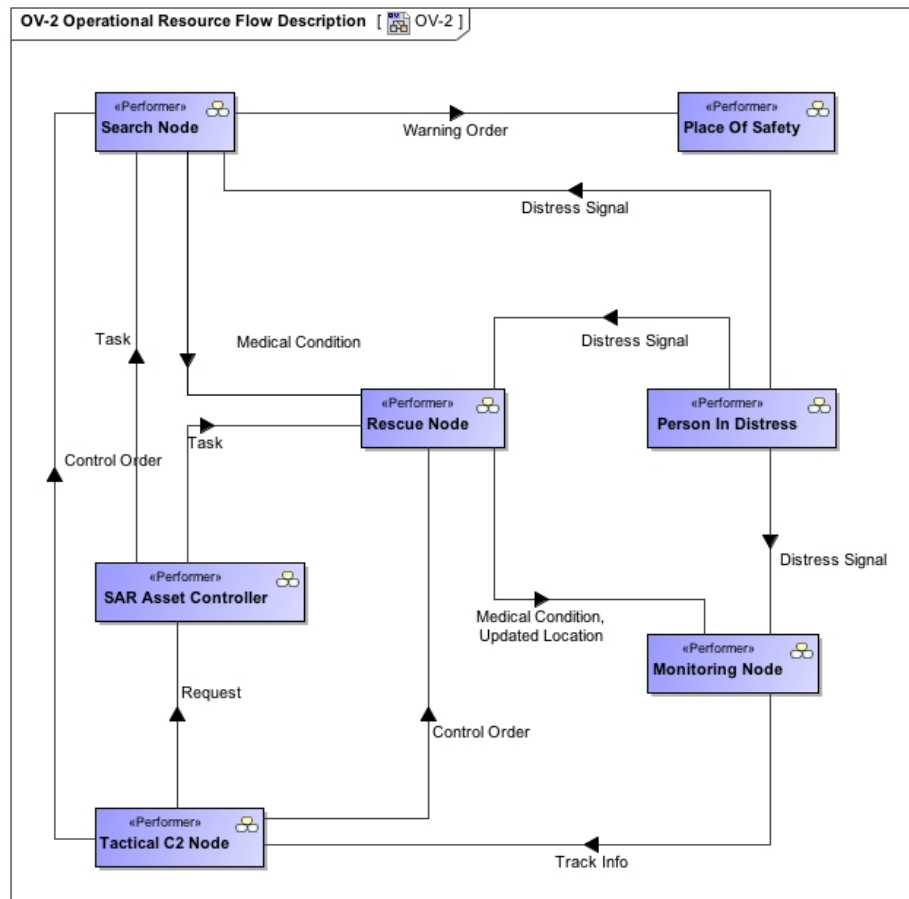 OV-2 Operational Resource Flow Description [ OV-2 ]
«Performer»
Search Node
Warning Order
«Performer»
Place Of Safety
Distress Signal
Task
Medical Condition
Distress Signal
«Performer»
Rescue Node
«Performer»
Person In Distress
Task
Control Order
Distress Signal
«Performer»
SAR Asset Controller
Medical Condition,
Updated Location
«Performer»
Monitoring Node
Request
Control Order
«Performer»
Tactical C2 Node
Track Info